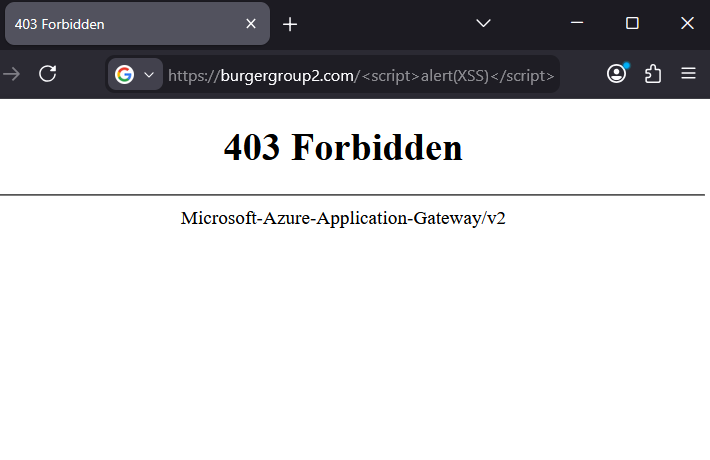 403 Forbidden
https://burgergroup2.com/<script>alert(XSS)</script>
403 Forbidden
Microsoft-Azure-Application-Gateway/v2